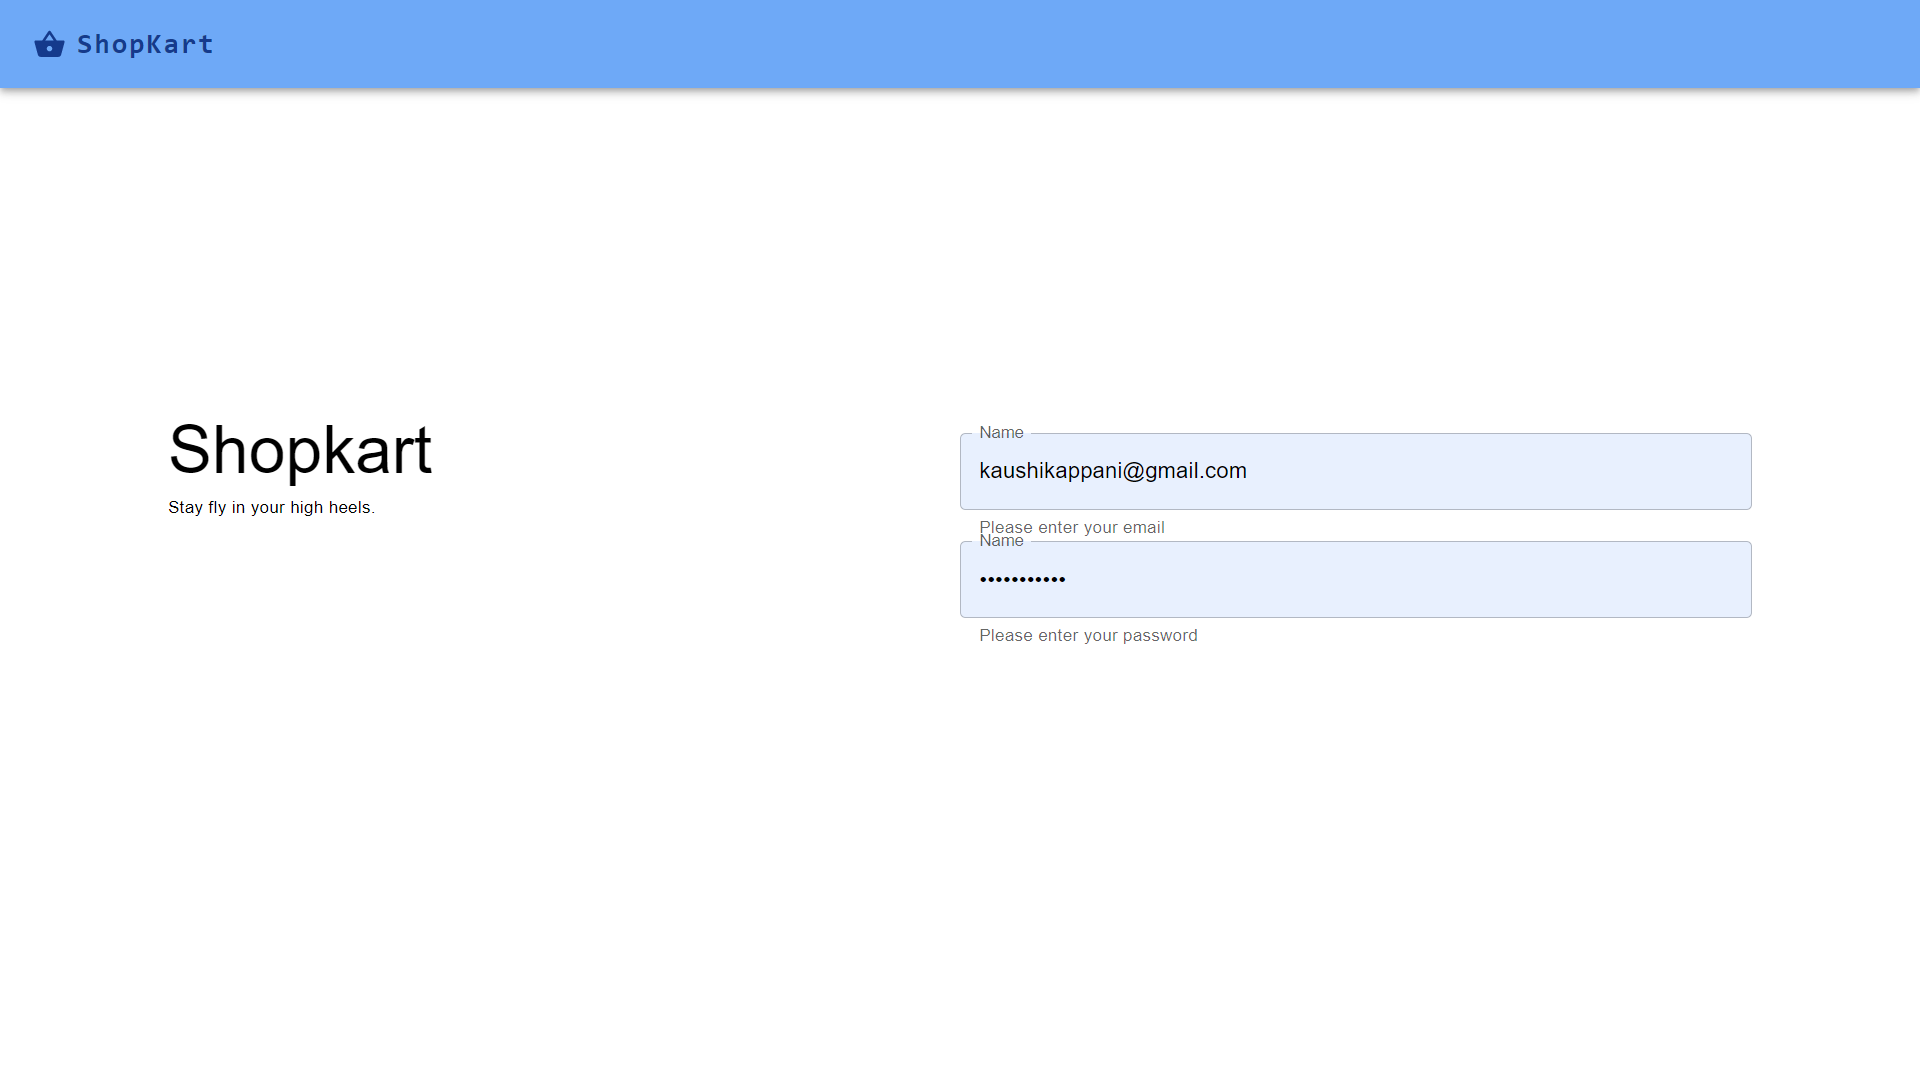 ShopKart
Shopkart
Stay fly in your high heels.
Name
kaushikappani@gmail.com
Please enter your email
Name
•••••••••••
Please enter your password